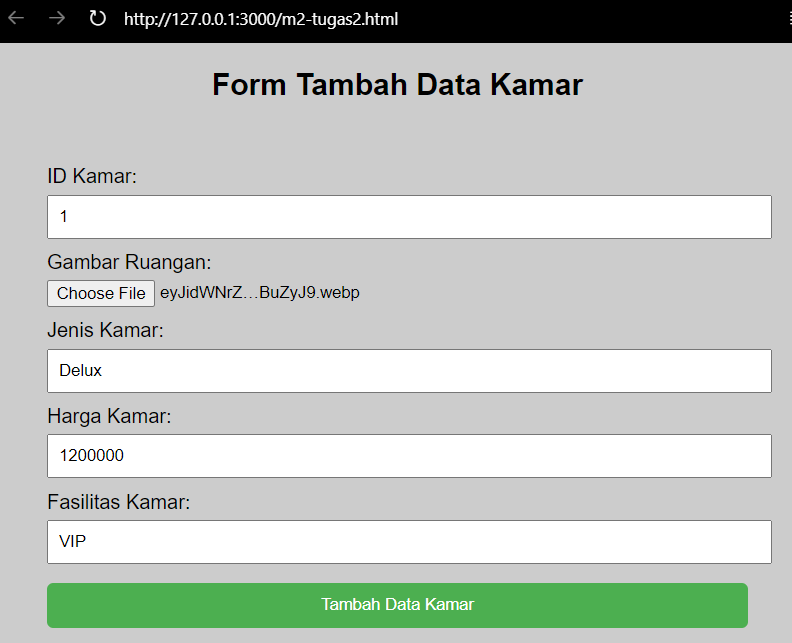 http://127.0.0.1:3000/m2-tugas2.html
Form Tambah Data Kamar
ID Kamar:
1
Gambar Ruangan:
Choose File eyJidWNrZ…BuZyJ9.webp
Jenis Kamar:
Delux
Harga Kamar:
1200000
Fasilitas Kamar:
VIP
Tambah Data Kamar